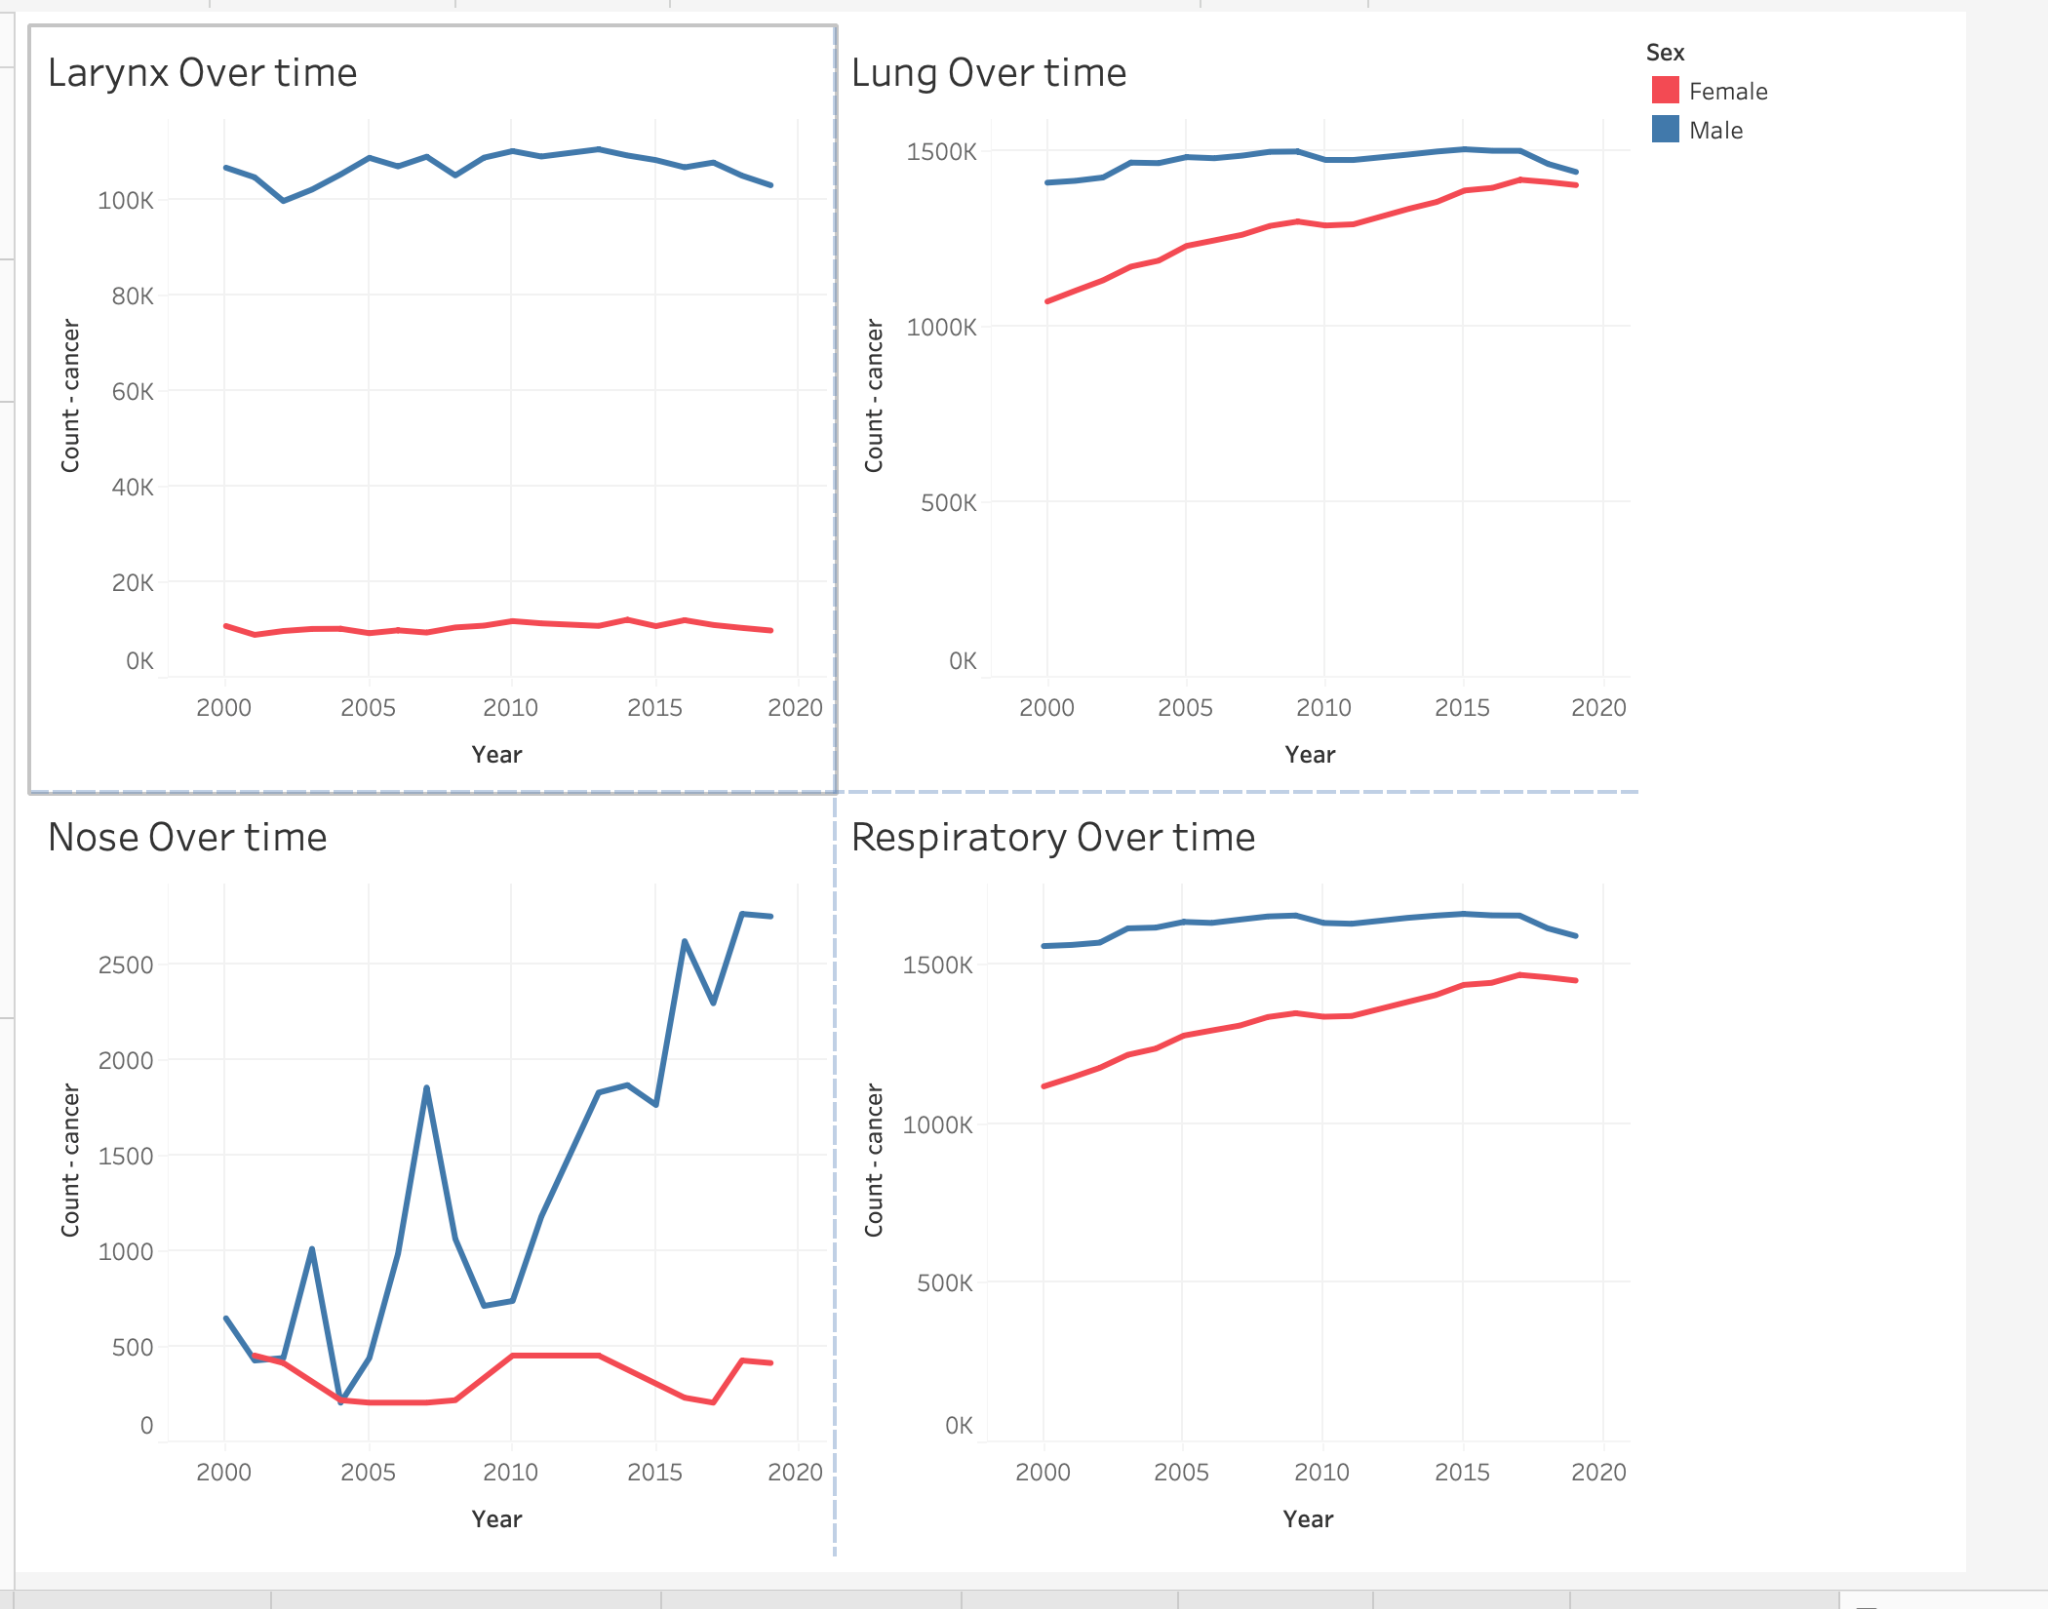 Larynx Over time
Count - cancer
100K
80K
60K
40K
20K
0K
2000 2005 2010 2015 2020
Year
Lung Over time
Count - cancer
1500K
1000K
500K
0K
2000 2005 2010 2015 2020
Year
Sex
Female
Male
Nose Over time
Count - cancer
2500
2000
1500
1000
500
0
2000 2005 2010 2015 2020
Year
Respiratory Over time
Count - cancer
1500K
1000K
500K
0K
2000 2005 2010 2015 2020
Year